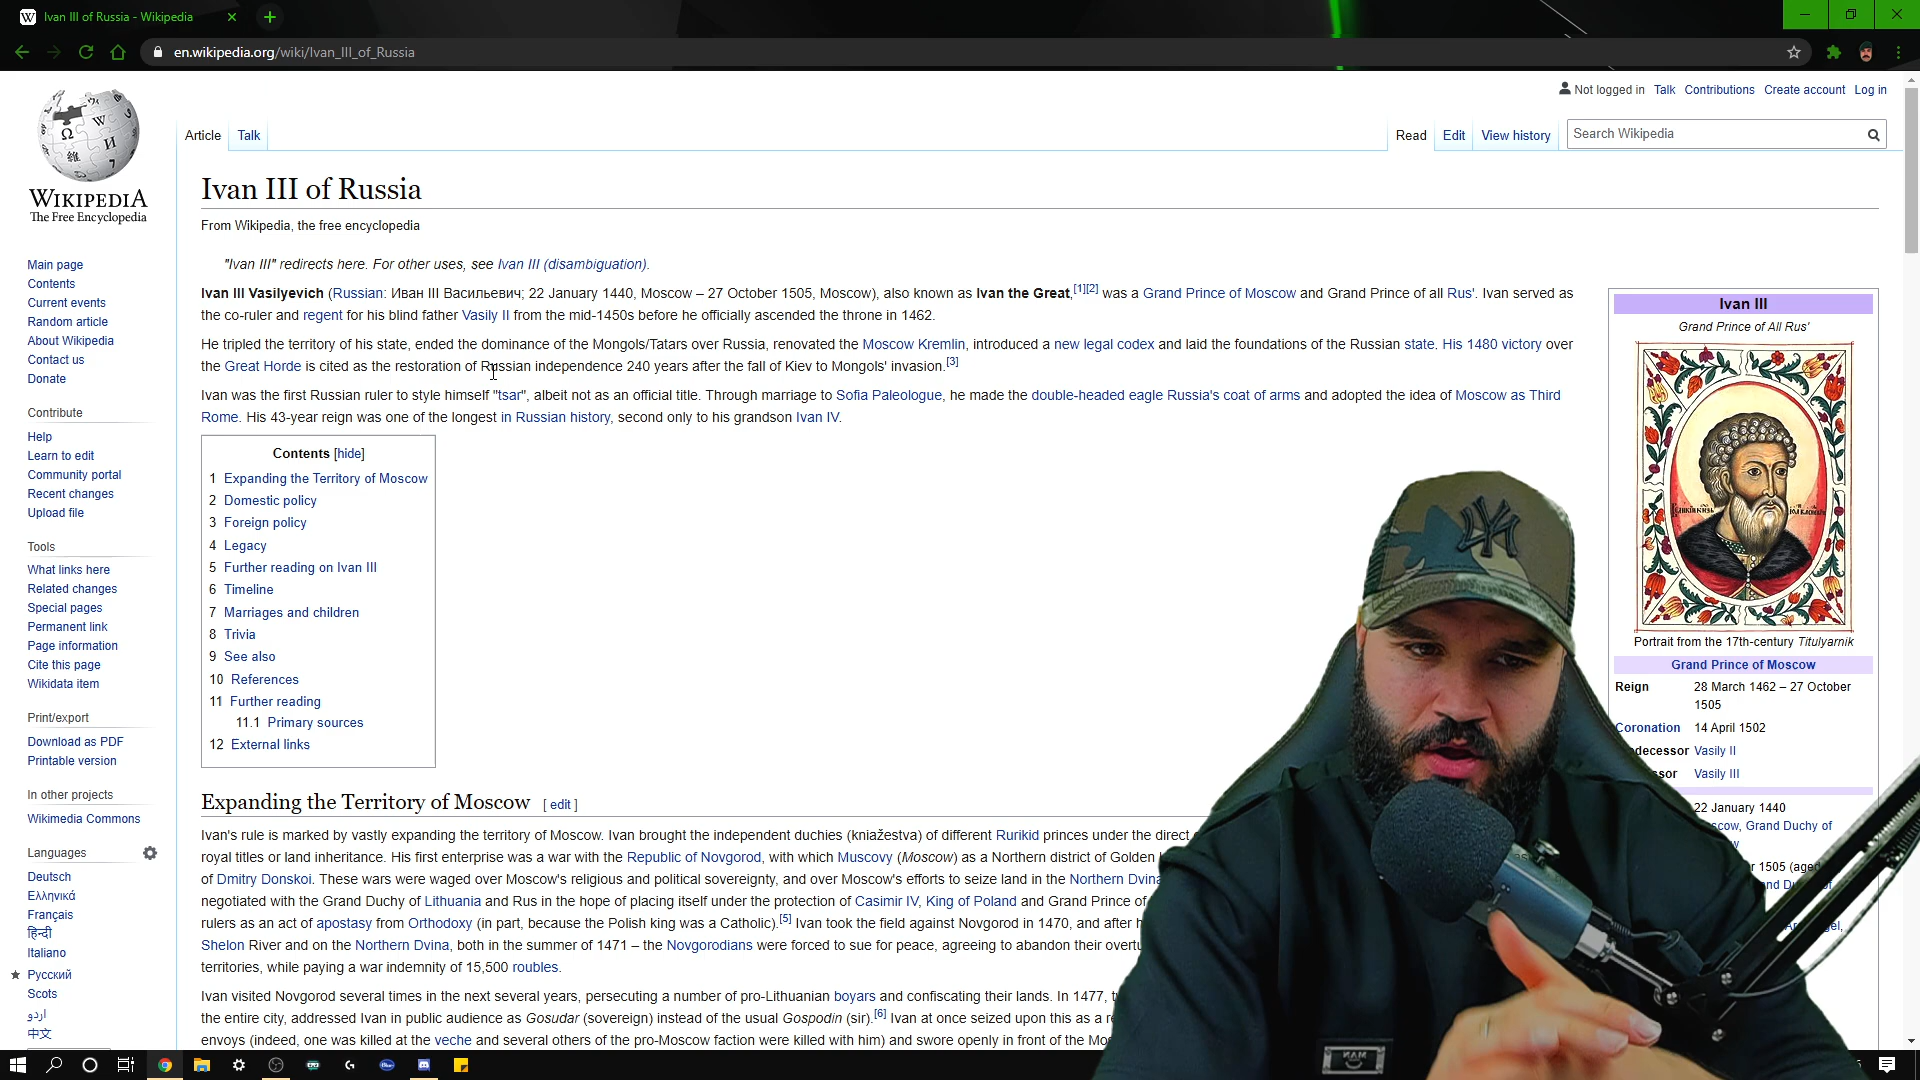 Ivan III of Russia - Wikipedia
en.wikipedia.org/wiki/Ivan_III_of_Russia
Not logged in Talk Contributions Create account Log in
Article Talk Read Edit View history Search Wikipedia
WIKIPEDIA
The Free Encyclopedia
Main page
Contents
Current events
Random article
About Wikipedia
Contact us
Donate
Contribute
Help
Learn to edit
Community portal
Recent changes
Upload file
Tools
What links here
Related changes
Special pages
Permanent link
Page information
Cite this page
Wikidata item
Print/export
Download as PDF
Printable version
In other projects
Wikimedia Commons
Languages
Deutsch
Ελληνικά
Français
हिन्दी
Italiano
Русский
Scots
اردو
中文
Ivan III of Russia
From Wikipedia, the free encyclopedia
"Ivan III" redirects here. For other uses, see Ivan III (disambiguation).
Ivan III Vasilyevich (Russian: Иван III Васильевич; 22 January 1440, Moscow – 27 October 1505, Moscow), also known as Ivan the Great,[1][2] was a Grand Prince of Moscow and Grand Prince of all Rus'. Ivan served as
the co-ruler and regent for his blind father Vasily II from the mid-1450s before he officially ascended the throne in 1462.
He tripled the territory of his state, ended the dominance of the Mongols/Tatars over Russia, renovated the Moscow Kremlin, introduced a new legal codex and laid the foundations of the Russian state. His 1480 victory over
the Great Horde is cited as the restoration of Russian independence 240 years after the fall of Kiev to Mongols' invasion.[3]
Ivan was the first Russian ruler to style himself "tsar", albeit not as an official title. Through marriage to Sofia Paleologue, he made the double-headed eagle Russia's coat of arms and adopted the idea of Moscow as Third
Rome. His 43-year reign was one of the longest in Russian history, second only to his grandson Ivan IV.
Contents [hide]
1 Expanding the Territory of Moscow
2 Domestic policy
3 Foreign policy
4 Legacy
5 Further reading on Ivan III
6 Timeline
7 Marriages and children
8 Trivia
9 See also
10 References
11 Further reading
11.1 Primary sources
12 External links
Expanding the Territory of Moscow [ edit ]
Ivan's rule is marked by vastly expanding the territory of Moscow. Ivan brought the independent duchies (kniažestva) of different Rurikid princes under the direct
royal titles or land inheritance. His first enterprise was a war with the Republic of Novgorod, with which Muscovy (Moscow) as a Northern district of Golden
of Dmitry Donskoi. These wars were waged over Moscow's religious and political sovereignty, and over Moscow's efforts to seize land in the Northern Dvina
negotiated with the Grand Duchy of Lithuania and Rus in the hope of placing itself under the protection of Casimir IV, King of Poland and Grand Prince of
rulers as an act of apostasy from Orthodoxy (in part, because the Polish king was a Catholic).[5] Ivan took the field against Novgorod in 1470, and after
Shelon River and on the Northern Dvina, both in the summer of 1471 – the Novgorodians were forced to sue for peace, agreeing to abandon their
territories, while paying a war indemnity of 15,500 roubles.
Ivan visited Novgorod several times in the next several years, persecuting a number of pro-Lithuanian boyars and confiscating their lands. In 1477,
the entire city, addressed Ivan in public audience as Gosudar (sovereign) instead of the usual Gospodin (sir).[6] Ivan at once seized upon this as a
envoys (indeed, one was killed at the veche and several others of the pro-Moscow faction were killed with him) and swore openly in front of the
Ivan III
Grand Prince of All Rus'
Portrait from the 17th-century Titulyarnik
Grand Prince of Moscow
Reign 28 March 1462 – 27 October
1505
Coronation 14 April 1502
decessor Vasily II
ssor Vasily III
22 January 1440
scow, Grand Duchy of
r 1505 (aged
NY